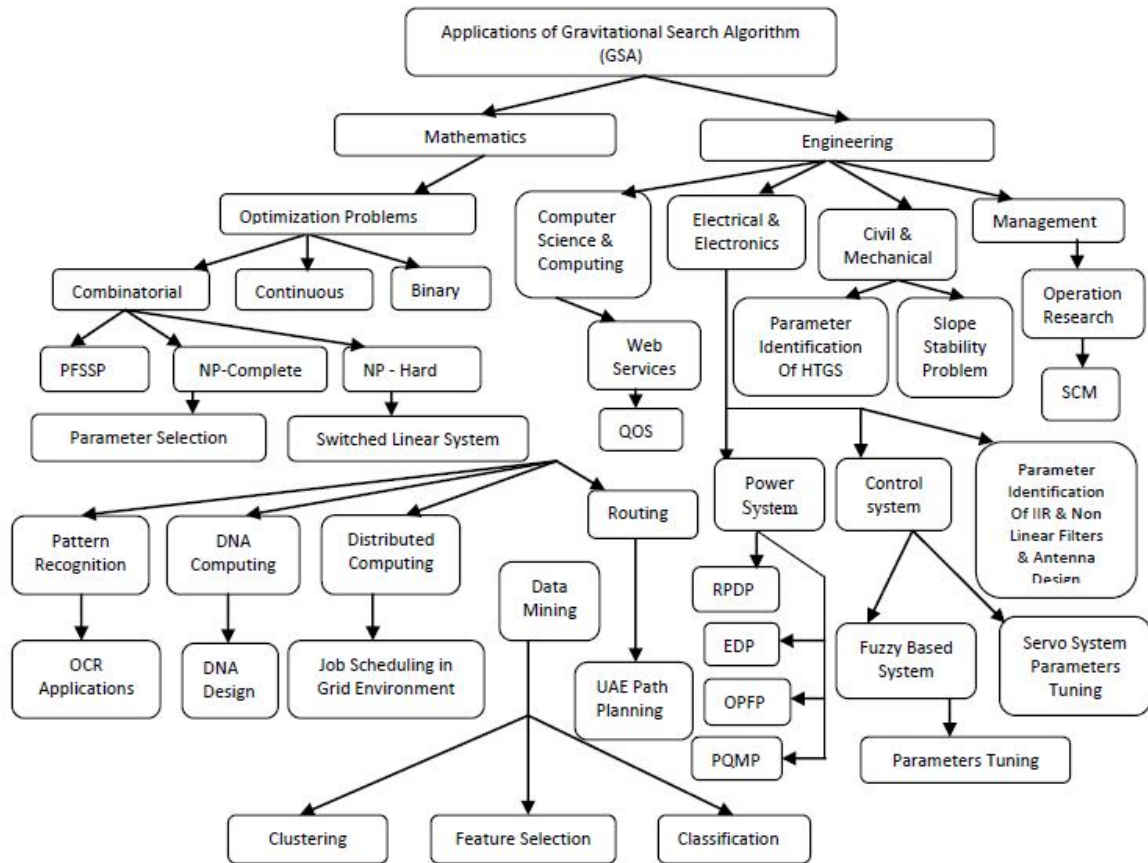 Applications of Gravitational Search Algorithm
(GSA)
Mathematics
Engineering
Optimization Problems
Computer
Science &
Computing
Electrical &
Electronics
Civil &
Mechanical
Management
Combinatorial
Continuous
Binary
Parameter
Identification
Of HTGS
Slope
Stability
Problem
Operation
Research
PFSSP
NP-Complete
NP - Hard
Web
Services
SCM
Parameter Selection
Switched Linear System
QOS
Pattern
Recognition
DNA
Computing
Distributed
Computing
Routing
Power
System
Control
system
Parameter
Identification
Of IIR & Non
Linear Filters
& Antenna
Design
Data
Mining
RPDP
OCR
Applications
DNA
Design
Job Scheduling in
Grid Environment
UAE Path
Planning
EDP
OPFP
PQMP
Fuzzy Based
System
Servo System
Parameters
Tuning
Parameters Tuning
Clustering
Feature Selection
Classification